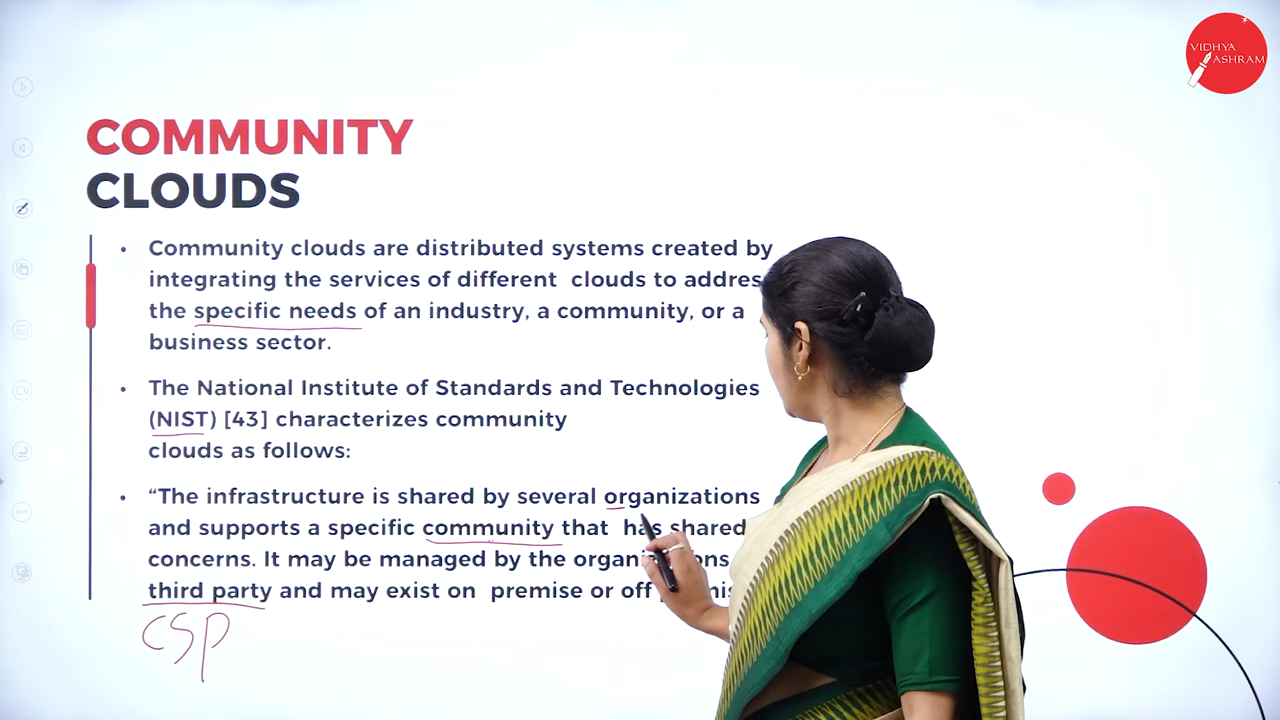 VIDHYA
ASHRAM
COMMUNITY
CLOUDS
• Community clouds are distributed systems created by
integrating the services of different clouds to addres
the specific needs of an industry, a community, or a
business sector.
• The National Institute of Standards and Technologies
(NIST) [43] characterizes community
clouds as follows:
• “The infrastructure is shared by several organizations
and supports a specific community that has shared
concerns. It may be managed by the
third party and may exist on premise or off
CSP